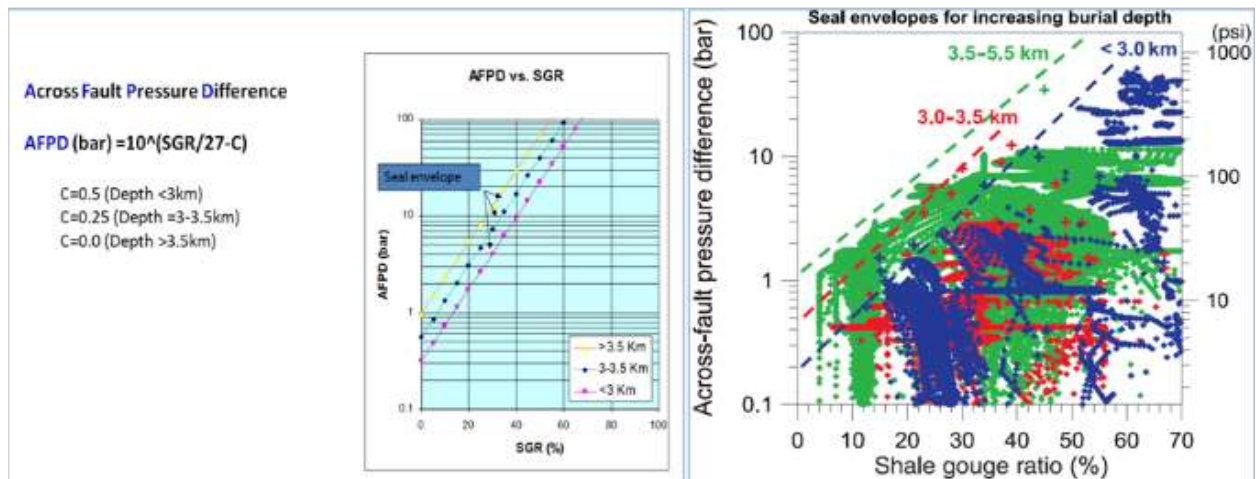 Across Fault Pressure Difference
AFPD (bar) =10^(SGR/27-C)
C=0.5 (Depth <3km)
C=0.25 (Depth =3-3.5km)
C=0.0 (Depth >3.5km)
AFPD vs. SGR
100
10
1
0.1
AFPD (bar)
Seal envelope
>3.5 Km
3-3.5 Km
<3 Km
0 20 40 60 80 100
SGR (%)
Seal envelopes for increasing burial depth
100
10
1
0.1
Across-fault pressure difference (bar)
3.5–5.5 km
< 3.0 km
3.0–3.5 km
(psi)
1000
100
10
0 10 20 30 40 50 60 70
Shale gouge ratio (%)